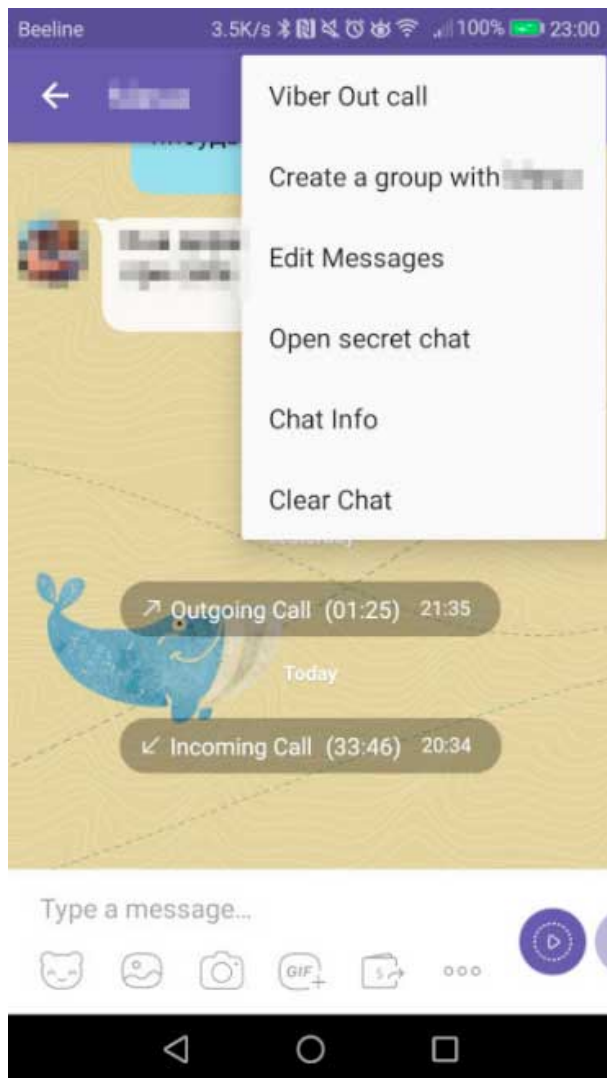 Beeline 3.5K/s 100% 23:00
Viber Out call
Create a group with
Edit Messages
Open secret chat
Chat Info
Clear Chat
Yesterday
Outgoing Call (01:25) 21:35
Today
Incoming Call (33:46) 20:34
Type a message...
GIF